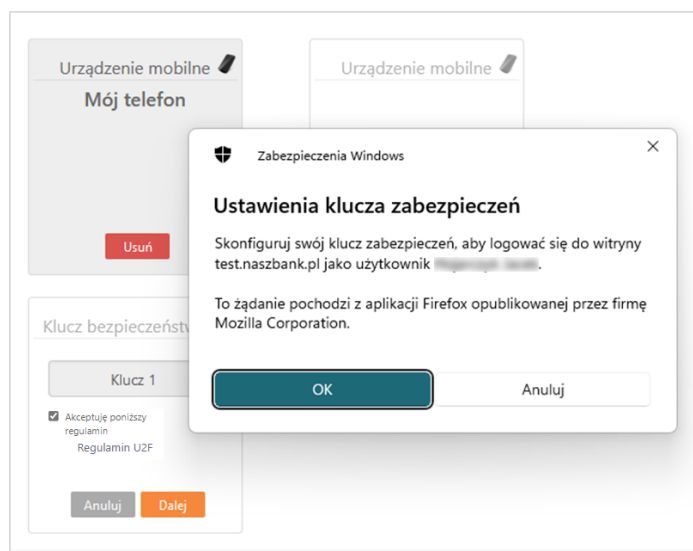 Urządzenie mobilne
Mój telefon
Usuń
Urządzenie mobilne
Zabezpieczenia Windows
Ustawienia klucza zabezpieczeń
Skonfiguruj swój klucz zabezpieczeń, aby logować się do witryny
test.naszbank.pl jako użytkownik
To żądanie pochodzi z aplikacji Firefox opublikowanej przez firmę
Mozilla Corporation.
OK
Anuluj
Klucz bezpieczeństw
Klucz 1
Akceptuję poniższy
regulamin
Regulamin U2F
Anuluj
Dalej